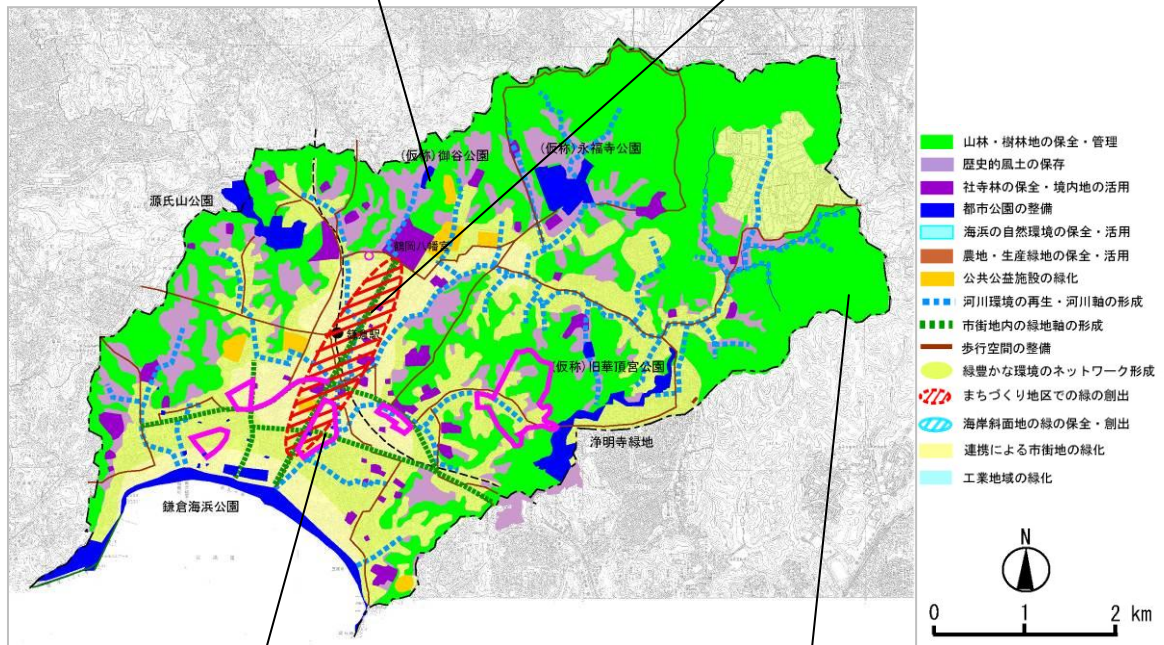 (仮称)御谷公園
(仮称)永福寺公園
源氏山公園
鶴岡八幡宮
鎌倉駅
(仮称)旧華頂宮公園
浄明寺緑地
鎌倉海浜公園
山林・樹林地の保全・管理
歴史的風土の保存
社寺林の保全・境内地の活用
都市公園の整備
海浜の自然環境の保全・活用
農地・生産緑地の保全・活用
公共公益施設の緑化
河川環境の再生・河川軸の形成
市街地内の緑地軸の形成
歩行空間の整備
緑豊かな環境のネットワーク形成
まちづくり地区での緑の創出
海岸斜面地の緑の保全・創出
連携による市街地の緑化
工業地域の緑化
N
0 1 2 km